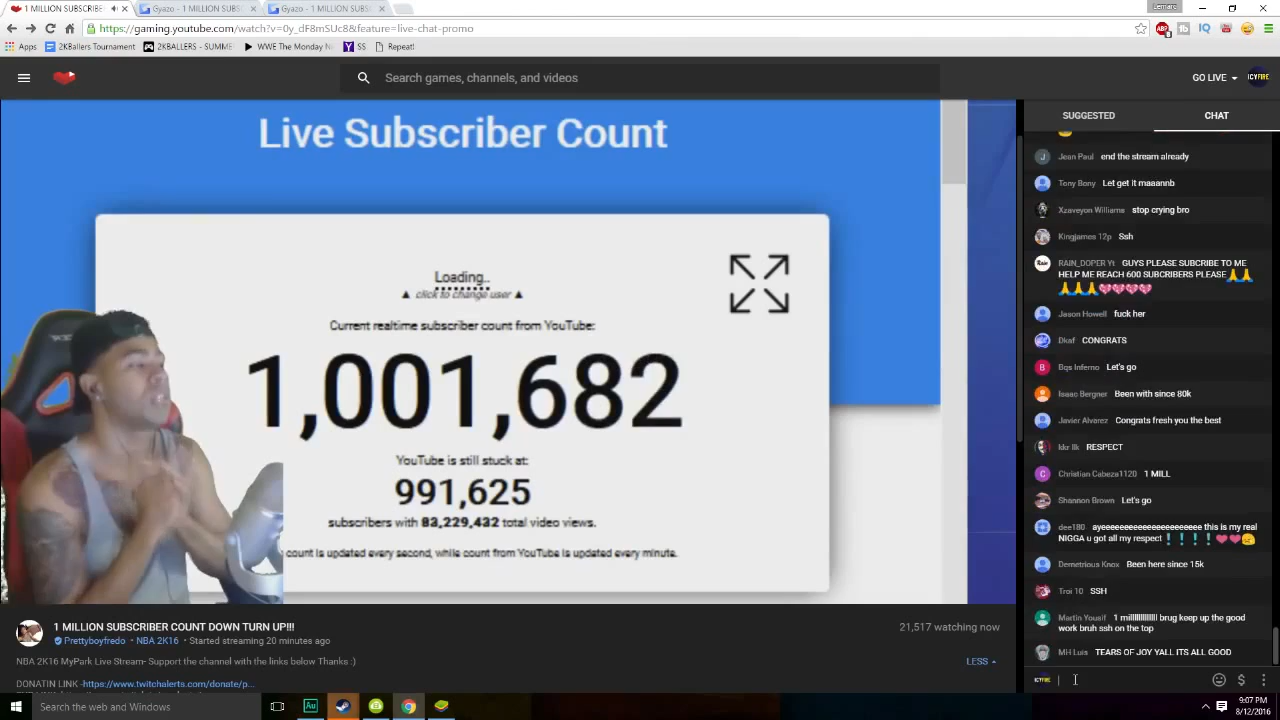 1 MILLION SUBSCRIBER
Gyazo - 1 MILLION SUBS
Gyazo - 1 MILLION SUBS
Lemare
https://gaming.youtube.com/watch?v=0y_dF8mSUc8&feature=live-promo
Apps
2KBallers Tournament
2KBALLERS - SUMME
WWE the Monday N
SS
Repeat!
Search games, channels, and videos
GO LIVE
ICYFIRE
Live Subscriber Count
Loading..
▲ click to change user ▲
Current realtime subscriber count from YouTube:
1,001,682
YouTube is still stuck at:
991,625
subscribers with 83,229,432 total video views.
count is updated every second, while count from YouTube is updated every minute.
1 MILLION SUBSCRIBER COUNT DOWN TURN UP!!!
Prettyboyfredo • NBA 2K16 • Started streaming 20 minutes ago
21,517 watching now
NBA 2K16 MyPark Live Stream- Support the channel with the links below Thanks :)
LESS
DONATIN LINK -https://www.twitchalerts.com/donate/p...
SUGGESTED
CHAT
Jean Paul end the stream already
Tony Bony Let get it maaannb
Xzaveyon Williams stop crying bro
Kingjames 12p Ssh
RAIN_DOPER Yt GUYS PLEASE SUBCRIBE TO ME
HELP ME REACH 600 SUBCRIBERS PLEASE🙏🙏
🙏🙏🙏💖💖💖💖
Jason Howell fuck her
Dkaf CONGRATS
Bqs Inferno Let's go
Isaac Bergner Been with since 80k
Javier Alvarez Congrats fresh you the best
RESPECT
Christian Cabeza1120 1 MILL
Shannon Brown Let's go
dee180 ayeeeeeeeeeeeeeeeeeeeee this is my real
NIGGA u got all my respect❗❗❗❗❤❤😊
Demetrious Knox Been here since 15k
Troi 10 SSH
Martin Yousif 1 millllllllllllll brug keep up the good
work bruh ssh on the top
MH Luis TEARS OF JOY YALL ITS ALL GOOD
ICYFIRE
Search the web and Windows
Au
9:07 PM
8/12/2016